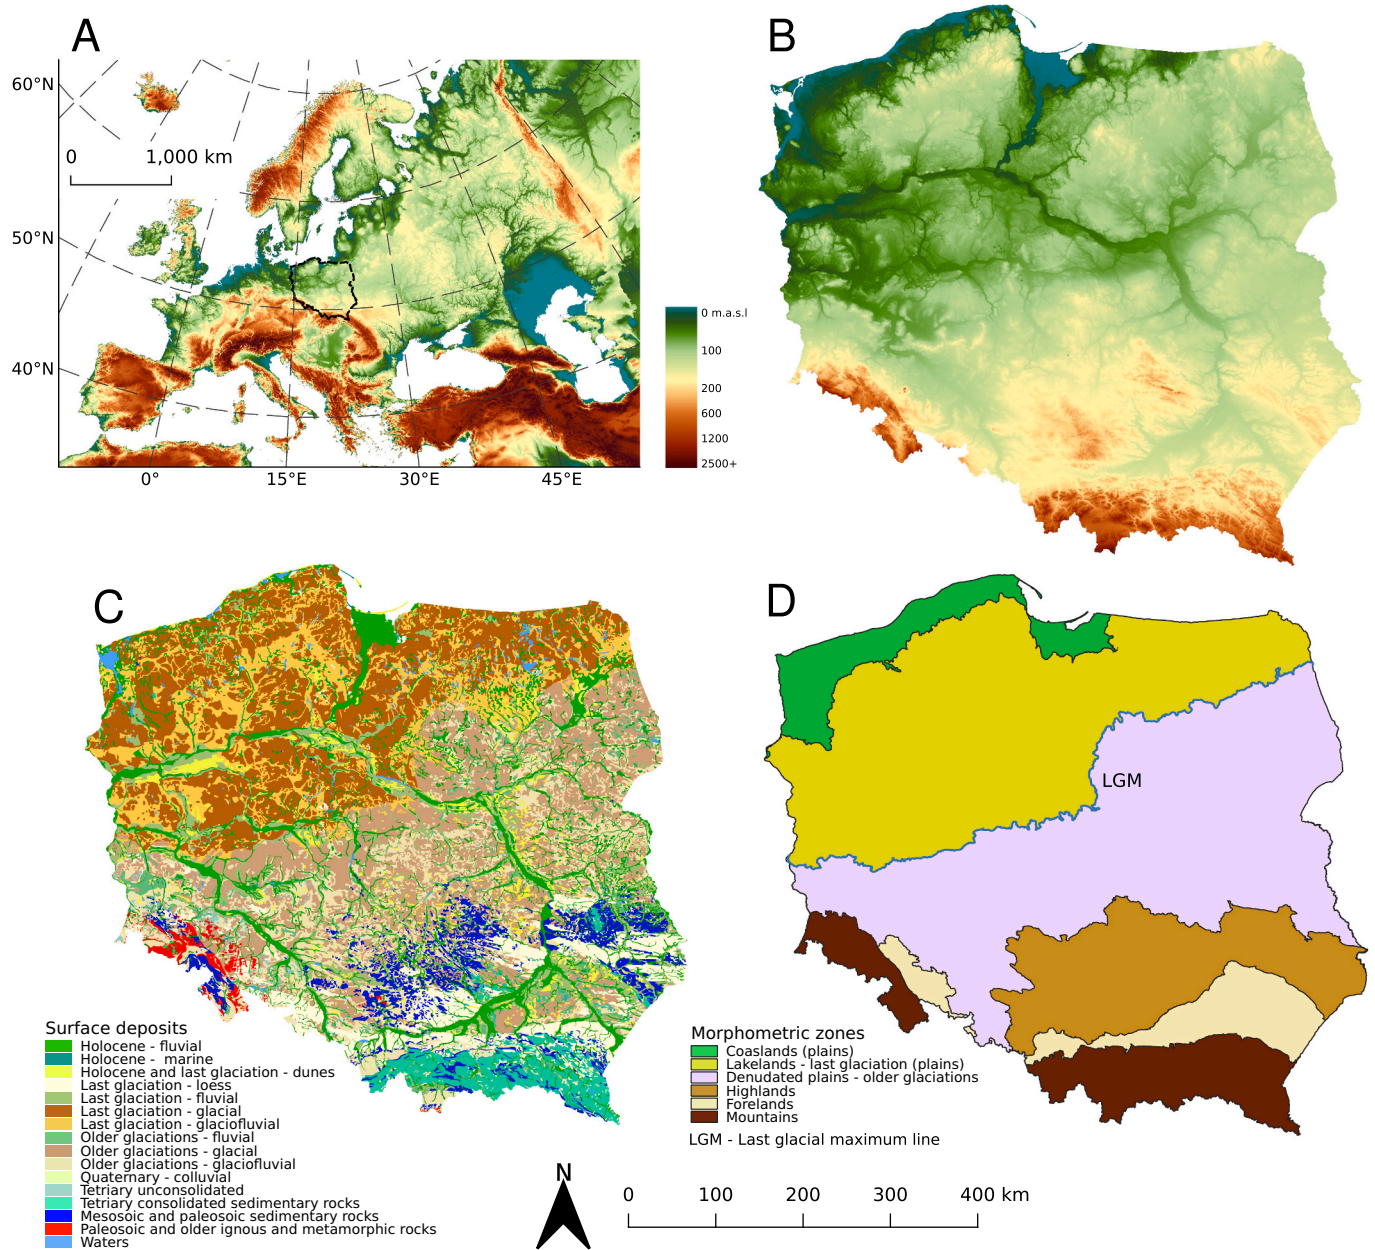 A
B
60°N
0
1,000 km
50°N
40°N
0 m.a.s.l
100
200
600
1200
2500+
0°
15°E
30°E
45°E
C
D
LGM
Surface deposits
Holocene - fluvial
Holocene - marine
Holocene and last glaciation - dunes
Last glaciation - loess
Last glaciation - fluvial
Last glaciation - glacial
Last glaciation - glaciofluvial
Older glaciations - fluvial
Older glaciations - glacial
Older glaciations - glaciofluvial
Quaternary - colluvial
Tetriary unconsolidated
Tetriary consolidated sedimentary rocks
Mesosoic and paleosoic sedimentary rocks
Paleosoic and older ignous and metamorphic rocks
Waters
Morphometric zones
Coaslands (plains)
Lakelands - last glaciation (plains)
Denudated plains - older glaciations
Highlands
Forelands
Mountains
LGM - Last glacial maximum line
N
0
100
200
300
400 km